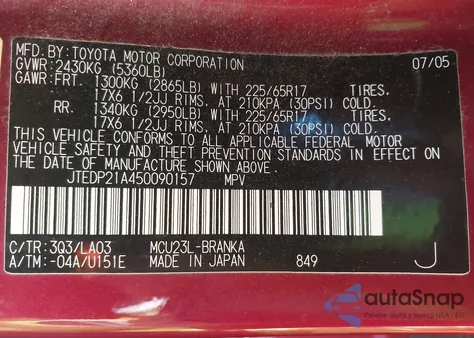 MFD. BY: TOYOTA MOTOR CORPORATION 07/05
GVWR: 2430KG (5360LB)
GAWR: FRT. 1300KG (2865LB) WITH 225/65R17 TIRES.
17X6 1/2JJ RIMS, AT 210KPA (30PSI) COLD.
RR. 1340KG (2950LB) WITH 225/65R17 TIRES.
17X6 1/2JJ RIMS, AT 210KPA (30PSI) COLD.
THIS VEHICLE CONFORMS TO ALL APPLICABLE FEDERAL MOTOR
VEHICLE SAFETY AND THEFT PREVENTION STANDARDS IN EFFECT
ON THE DATE OF MANUFACTURE SHOWN ABOVE.
JTEDP21A450090157 MPV
C/TR: 3Q3/LA03 MCU23L-BRANKA
A/TM: -04A/U151E MADE IN JAPAN 849 J
autaSnap